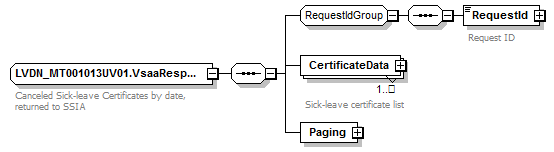 RequestIdGroup
RequestId
Request ID
LVDN_MT001013UV01.VsaaResp...
Canceled Sick-leave Certificates by date,
returned to SSIA
CertificateData
1..□
Sick-leave certificate list
Paging